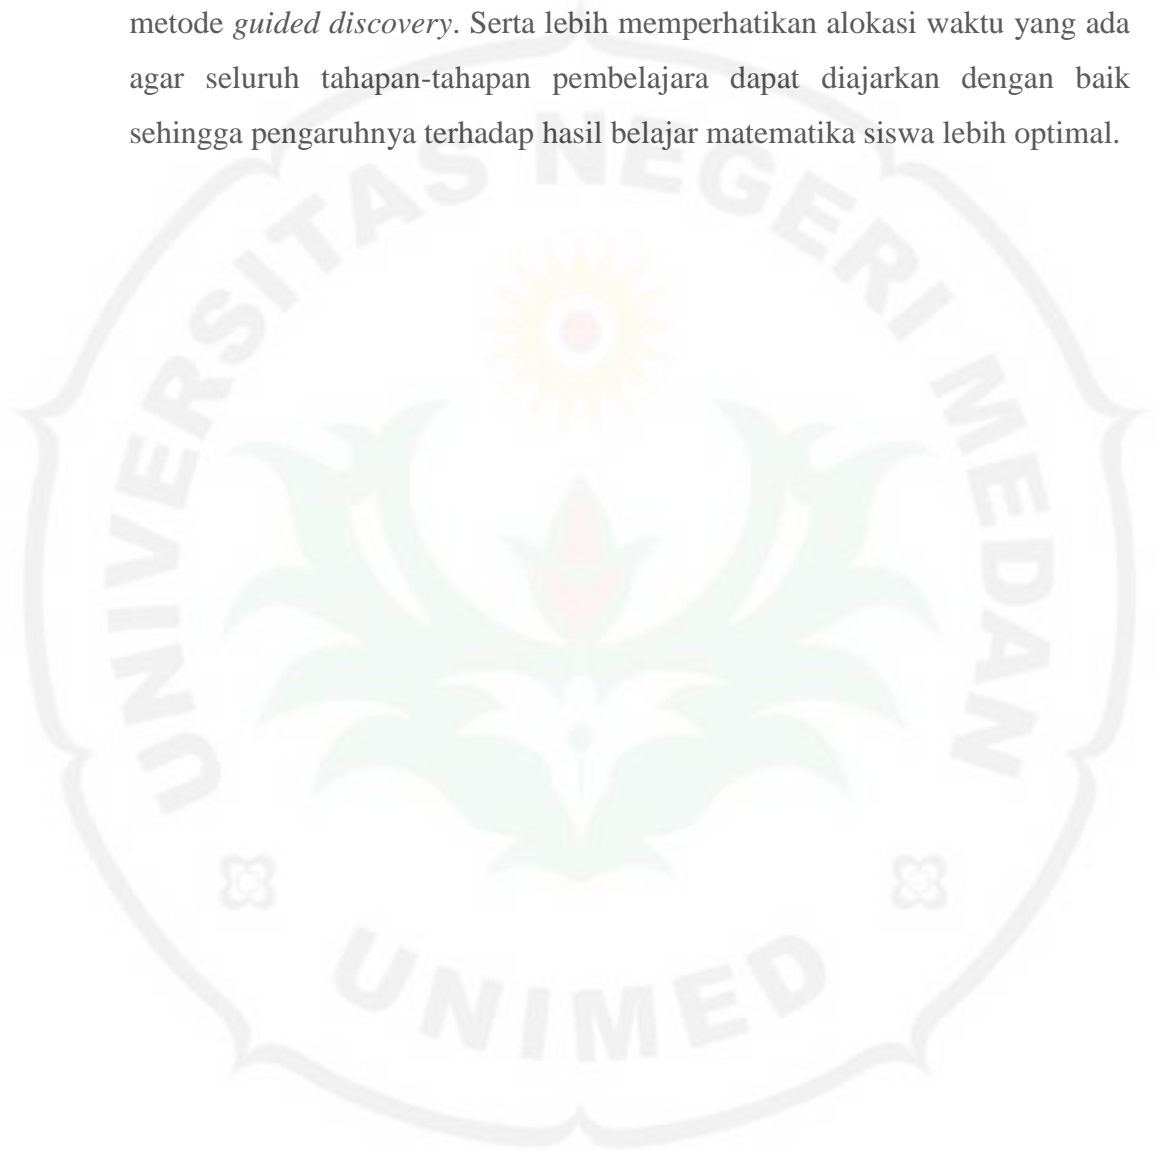 metode guided discovery. Serta lebih memperhatikan alokasi waktu yang ada
agar seluruh tahapan-tahapan pembelajara dapat diajarkan dengan baik
sehingga pengaruhnya terhadap hasil belajar matematika siswa lebih optimal.
UNIVERSITAS NEGERI MEDAN
UNIMED